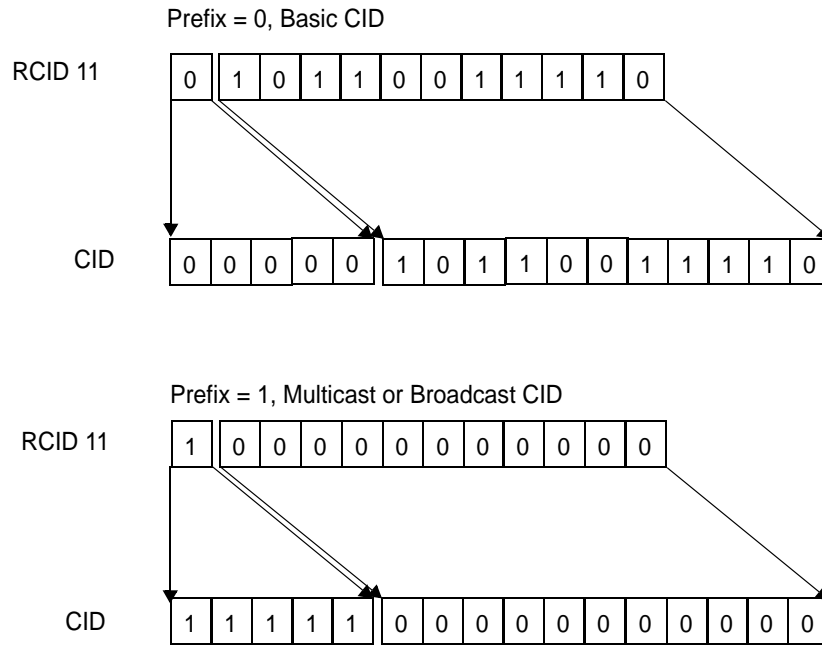 Prefix = 0, Basic CID
RCID 11 0 1 0 1 1 0 0 1 1 1 1 0
CID 0 0 0 0 0 1 0 1 1 0 0 1 1 1 1 0
Prefix = 1, Multicast or Broadcast CID
RCID 11 1 0 0 0 0 0 0 0 0 0 0 0
CID 1 1 1 1 1 0 0 0 0 0 0 0 0 0 0 0